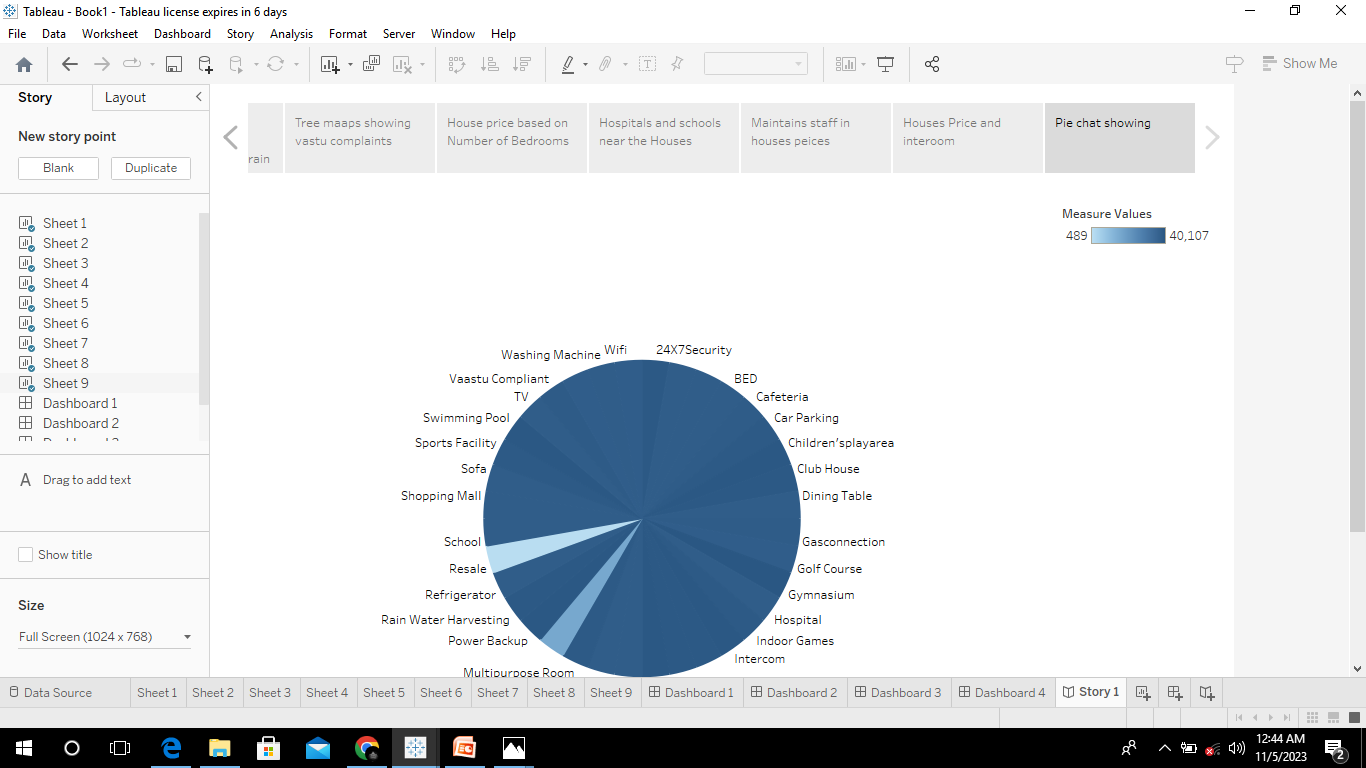 Tableau - Book1 - Tableau license expires in 6 days
File Data Worksheet Dashboard Story Analysis Format Server Window Help
Show Me
Story Layout
New story point
Blank Duplicate
Sheet 1
Sheet 2
Sheet 3
Sheet 4
Sheet 5
Sheet 6
Sheet 7
Sheet 8
Sheet 9
Dashboard 1
Dashboard 2
A Drag to add text
Show title
Size
Full Screen (1024 x 768)
rain
Tree maaps showing
vastu complaints
House price based on
Number of Bedrooms
Hospitals and schools
near the Houses
Maintains staff in
houses peices
Houses Price and
interoom
Pie chat showing
Measure Values
489 40,107
Wifi 24X7Security
Washing Machine
Vaastu Compliant BED
TV Cafeteria
Swimming Pool Car Parking
Sports Facility Children'splayarea
Sofa Club House
Shopping Mall Dining Table
School Gasconnection
Resale Golf Course
Refrigerator Gymnasium
Rain Water Harvesting Hospital
Power Backup Indoor Games
Intercom
Multipurpose Room
Data Source Sheet 1 Sheet 2 Sheet 3 Sheet 4 Sheet 5 Sheet 6 Sheet 7 Sheet 8 Sheet 9 Dashboard 1 Dashboard 2 Dashboard 3 Dashboard 4 Story 1
12:44 AM
11/5/2023
2